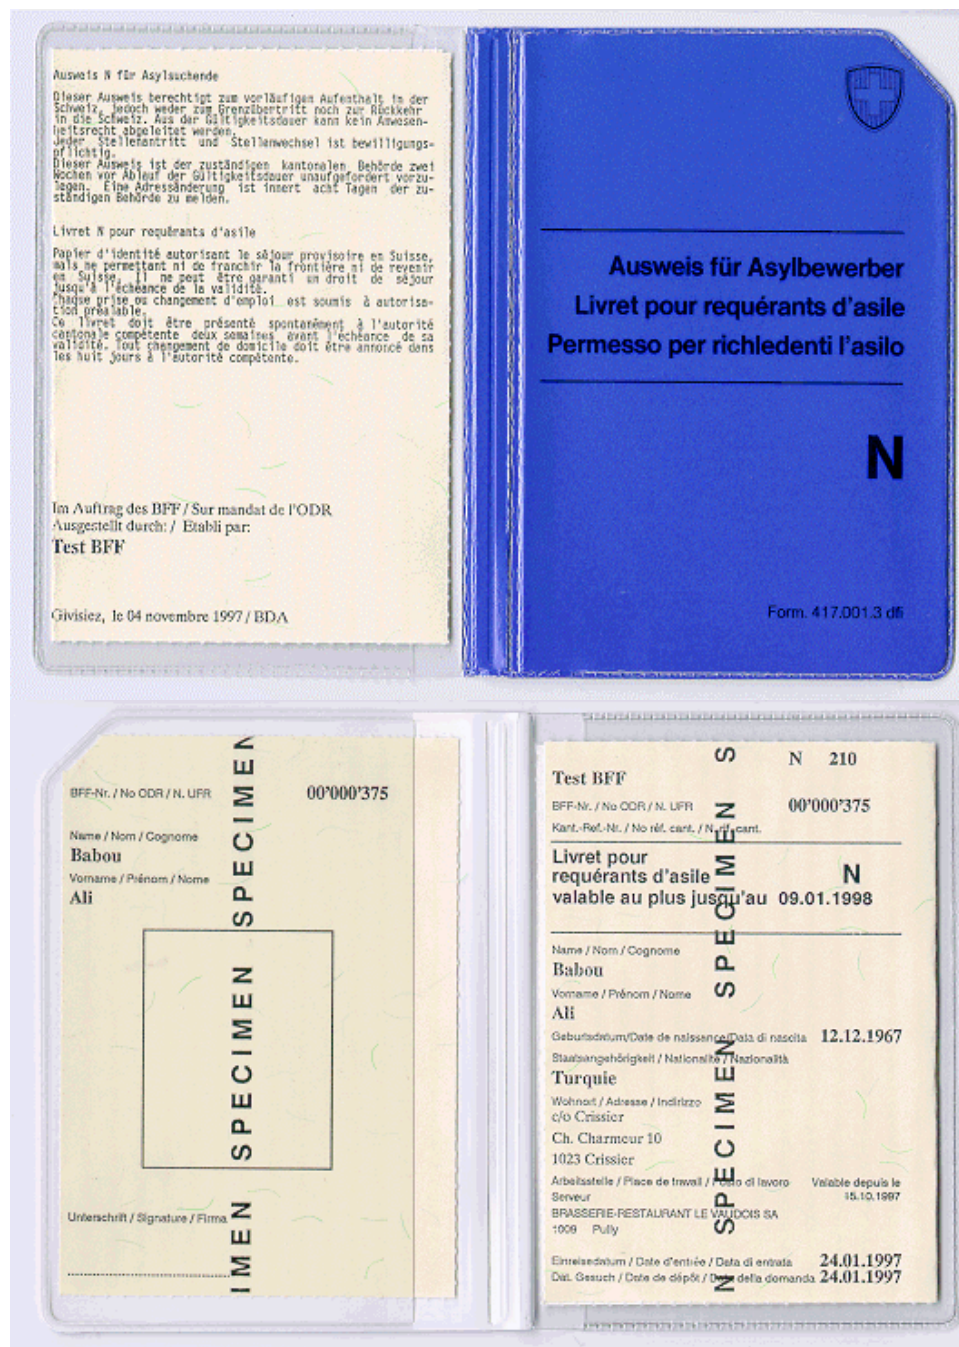 Ausweis N für Asylsuchende
Dieser Ausweis berechtigt zum vorläufigen Aufenthalt in der
Schweiz, jedoch weder zum Grenzübertritt noch zur Rückkehr
in die Schweiz. Aus der Gültigkeitsdauer kann kein Anwesen-
heitsrecht abgeleitet werden.
Jeder Stellenantritt und Stellenwechsel ist bewilligungs-
pflichtig.
Dieser Ausweis ist der zuständigen kantonalen Behörde zwei
Wochen vor Ablauf der Gültigkeitsdauer unaufgefordert vorzu-
legen. Eine Adressänderung ist innert acht Tagen der zu-
ständigen Behörde zu melden.
Livret N pour requérants d'asile
Papier d'identité autorisant le séjour provisoire en Suisse,
mais ne permettant ni de franchir la frontière ni de revenir
en Suisse. Il ne peut être garanti un droit de séjour
jusqu'à l'échéance de la validité.
Chaque prise ou changement d'emploi est soumis à autorisa-
tion préalable.
Ce livret doit être présenté spontanément à l'autorité
cantonale compétente deux semaines avant l'échéance de sa
validité. Tout changement de domicile doit être annoncé dans
les huit jours à l'autorité compétente.
Im Auftrag des BFF / Sur mandat de l'ODR
Ausgestellt durch: / Etabli par:
Test BFF
Givisiez, le 04 novembre 1997 / BDA
Ausweis für Asylbewerber
Livret pour requérants d'asile
Permesso per richledenti l'asilo
N
Form. 417.001.3 dfi
BFF-Nr. / No ODR / N. UFR 00'000'375
Name / Nom / Cognome
Babou
Vorname / Prénom / Nome
Ali
Unterschrift / Signature / Firma
IMEN SPECIMEN SPECIMEN
N 210
Test BFF
BFF-Nr. / No ODR / N. UFR 00'000'375
Kant.-Ref.-Nr. / No réf. cant. / N. rif. cant.
Livret pour
requérants d'asile N
valable au plus jusqu'au 09.01.1998
Name / Nom / Cognome
Babou
Vorname / Prénom / Nome
Ali
Geburtsdatum/Date de naissance/Data di nascita 12.12.1967
Staatsangehörigkeit / Nationalité / Nazionalità
Turquie
Wohnort / Adresse / Indirizzo
c/o Crissier
Ch. Charmeur 10
1023 Crissier
Arbeitsstelle / Place de travail / Posto di lavoro Valable depuis le
Serveur 15.10.1997
BRASSERIE-RESTAURANT LE VAUDOIS SA
1009 Pully
Einreisedatum / Date d'entrée / Data di entrata 24.01.1997
Dat. Gesuch / Date de dépôt / Data della domanda 24.01.1997
N SPECIMEN SPECIMEN S